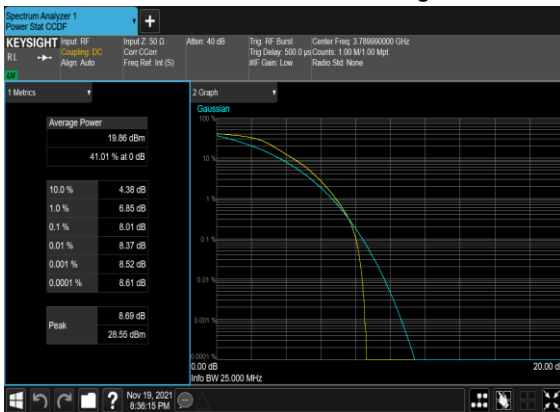 Spectrum Analyzer 1
Power Stat CCDF
KEYSIGHT
RL
LV
Input: RF
Coupling: DC
Align: Auto
Input Z: 50 Ω
Corr CCorr
Freq Ref: Int (S)
Atten: 40 dB
Trig: RF Burst
Trig Delay: 500.0 µs
#IF Gain: Low
Center Freq: 3.789990000 GHz
Counts: 1.00 M/1.00 Mpt
Radio Std: None
1 Metrics
Average Power
19.86 dBm
41.01 % at 0 dB
10.0 % 4.38 dB
1.0 % 6.85 dB
0.1 % 8.01 dB
0.01 % 8.37 dB
0.001 % 8.52 dB
0.0001 % 8.61 dB
Peak
8.69 dB
28.55 dBm
2 Graph
Gaussian
100 %
10 %
1 %
0.1 %
0.01 %
0.001 %
0.0001 %
0.00 dB
20.00 d
Info BW 25.000 MHz
Nov 19, 2021
8:36:15 PM